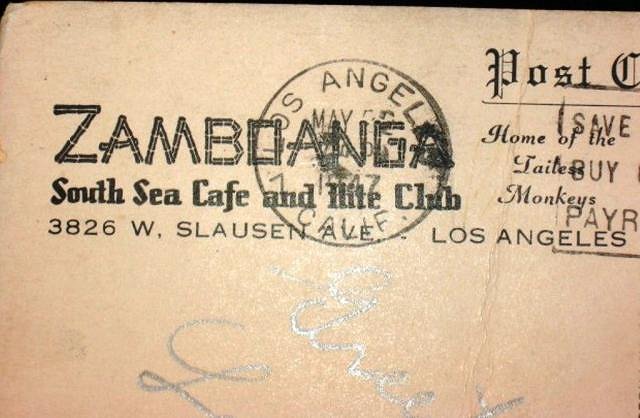 Post C
ZAMBOANGA
South Sea Cafe and Nite Club
3826 W. SLAUSEN AVE. - LOS ANGELES
Home of the
Tailess
Monkeys
LOS ANGELES
MAY
1947
CALIF.
SAVE
BUY
PAYR